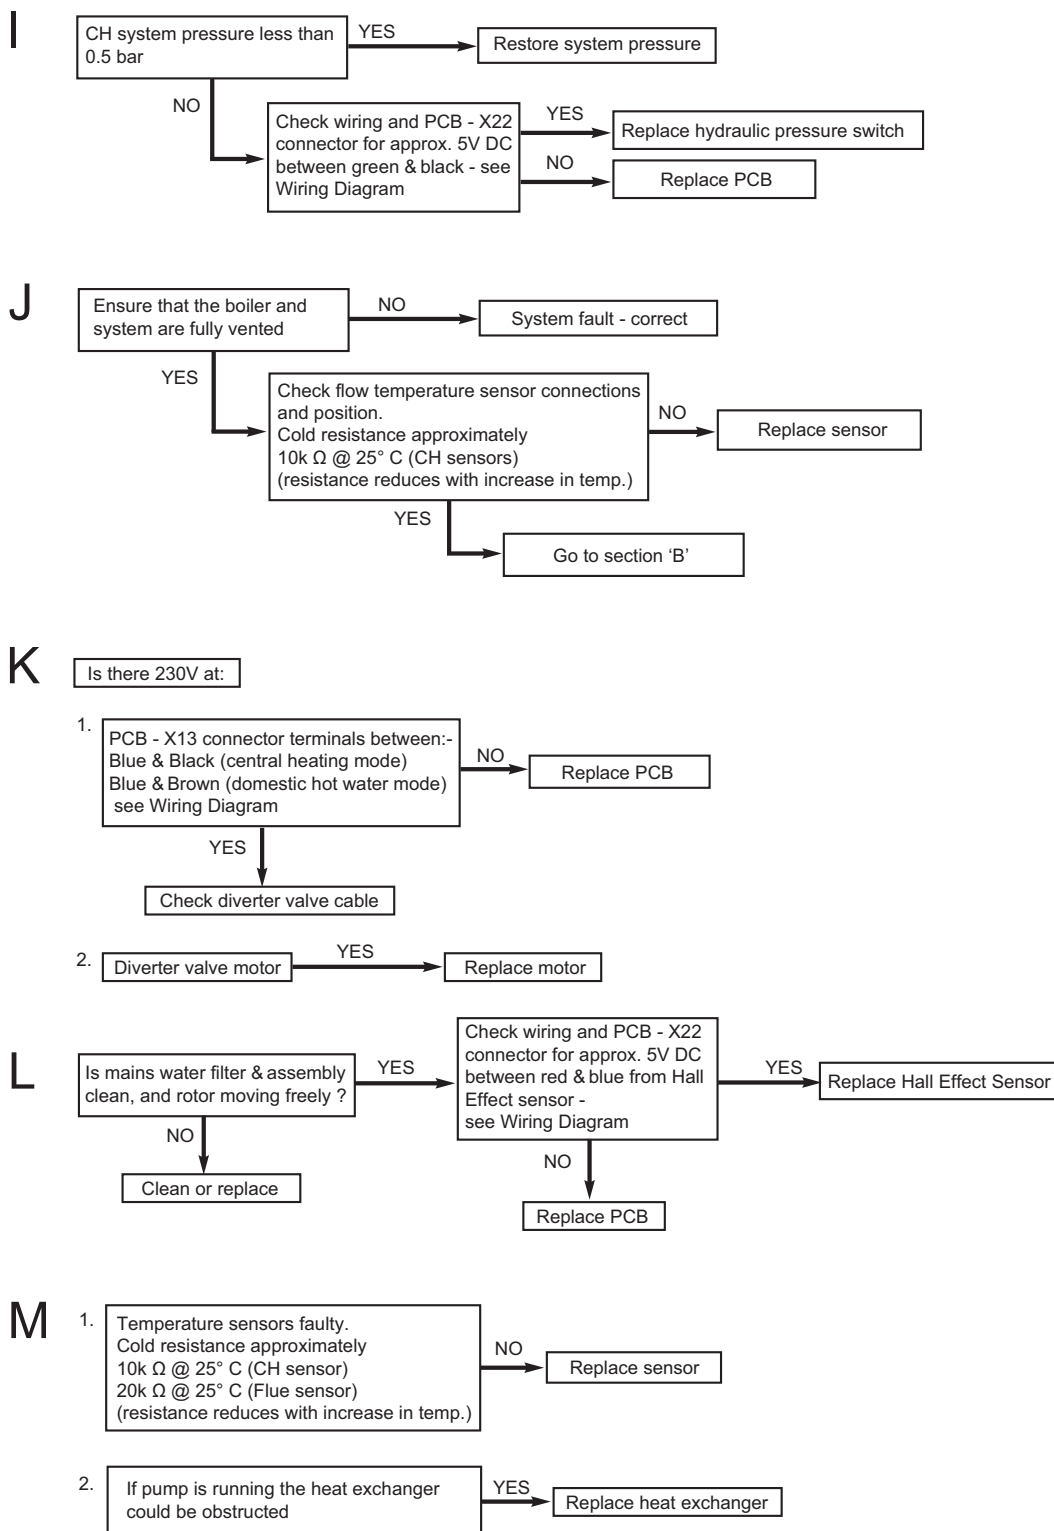 I
CH system pressure less than
0.5 bar
YES
Restore system pressure
NO
Check wiring and PCB - X22
connector for approx. 5V DC
between green & black - see
Wiring Diagram
YES
Replace hydraulic pressure switch
NO
Replace PCB
J
Ensure that the boiler and
system are fully vented
NO
System fault - correct
YES
Check flow temperature sensor connections
and position.
Cold resistance approximately
10k Ω @ 25° C (CH sensors)
(resistance reduces with increase in temp.)
NO
Replace sensor
YES
Go to section ‘B’
K
Is there 230V at:
1.
PCB - X13 connector terminals between:-
Blue & Black (central heating mode)
Blue & Brown (domestic hot water mode)
see Wiring Diagram
NO
Replace PCB
YES
Check diverter valve cable
2.
Diverter valve motor
YES
Replace motor
L
Is mains water filter & assembly
clean, and rotor moving freely ?
YES
Check wiring and PCB - X22
connector for approx. 5V DC
between red & blue from Hall
Effect sensor -
see Wiring Diagram
YES
Replace Hall Effect Sensor
NO
Clean or replace
NO
Replace PCB
M
1.
Temperature sensors faulty.
Cold resistance approximately
10k Ω @ 25° C (CH sensor)
20k Ω @ 25° C (Flue sensor)
(resistance reduces with increase in temp.)
NO
Replace sensor
2.
If pump is running the heat exchanger
could be obstructed
YES
Replace heat exchanger